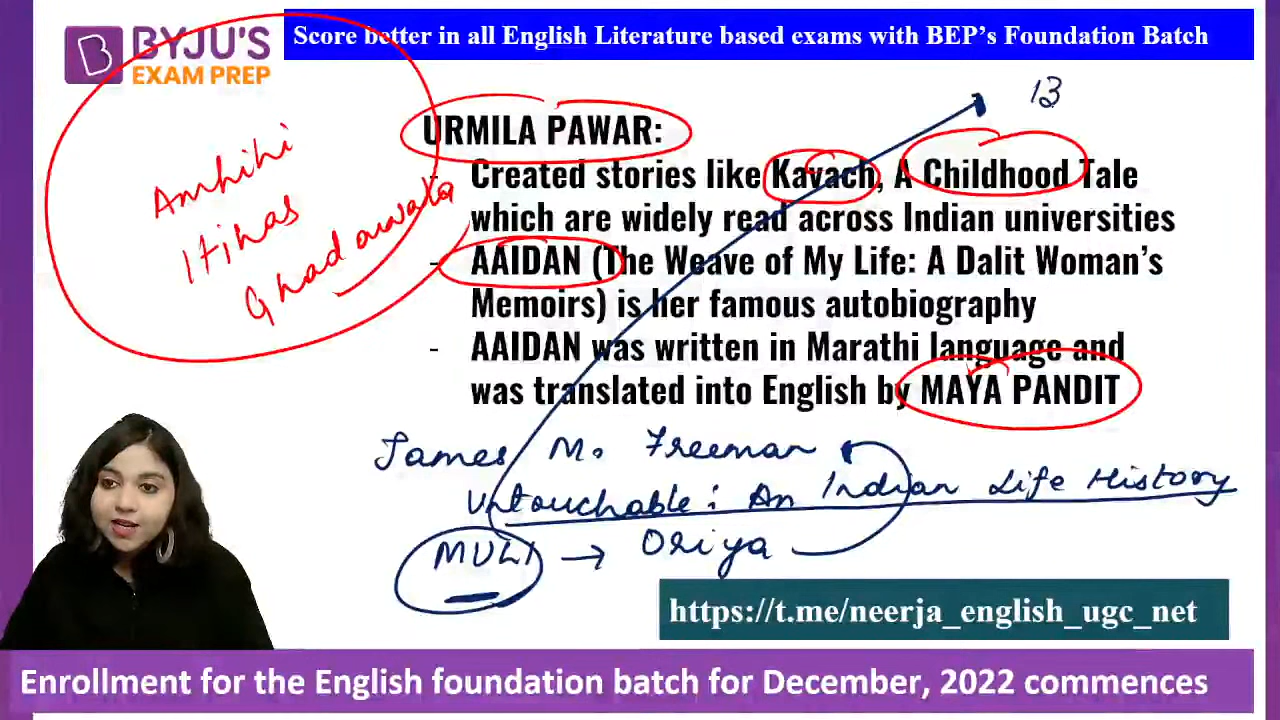 BYJU'S
EXAM PREP
Score better in all English Literature based exams with BEP's Foundation Batch
13
URMILA PAWAR:
- Created stories like Kavach, A Childhood Tale
which are widely read across Indian universities
- AAIDAN (The Weave of My Life: A Dalit Woman's
Memoirs) is her famous autobiography
- AAIDAN was written in Marathi language and
was translated into English by MAYA PANDIT
Amhihi
Itihas
Ghadawala
James M. Freeman
Untouchable: An Indian Life History
MULI → Oriya
https://t.me/neerja_english_ugc_net
Enrollment for the English foundation batch for December, 2022 commences